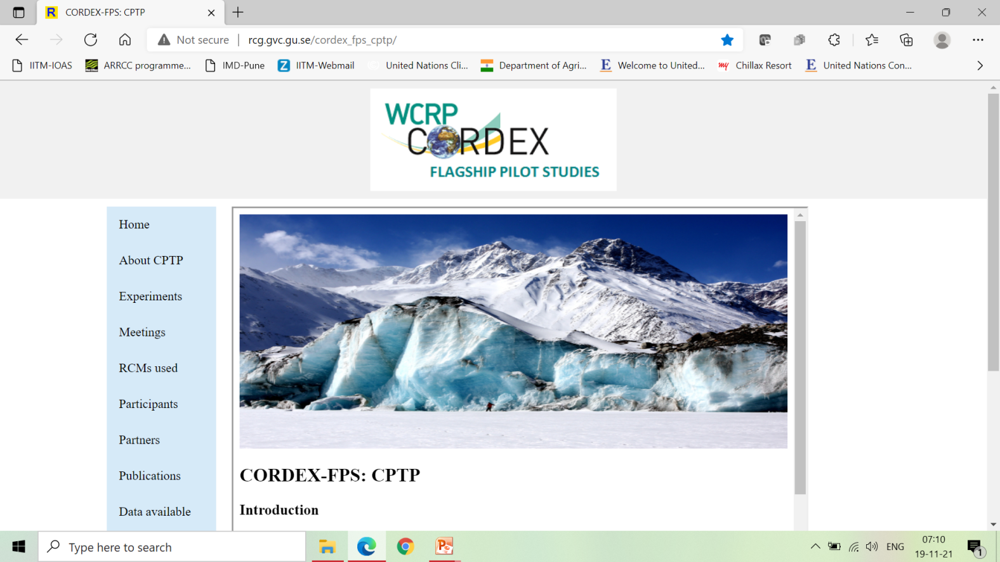 CORDEX-FPS: CPTP
Not secure | rcg.gvc.gu.se/cordex_fps_cptp/
IITM-IOAS ARRCC programme... IMD-Pune IITM-Webmail United Nations Cli... Department of Agri... Welcome to United... Chillax Resort United Nations Con...
WCRP
CORDEX
FLAGSHIP PILOT STUDIES
Home
About CPTP
Experiments
Meetings
RCMs used
Participants
Partners
Publications
Data available
CORDEX-FPS: CPTP
Introduction
Type here to search
ENG
07:10
19-11-21
1